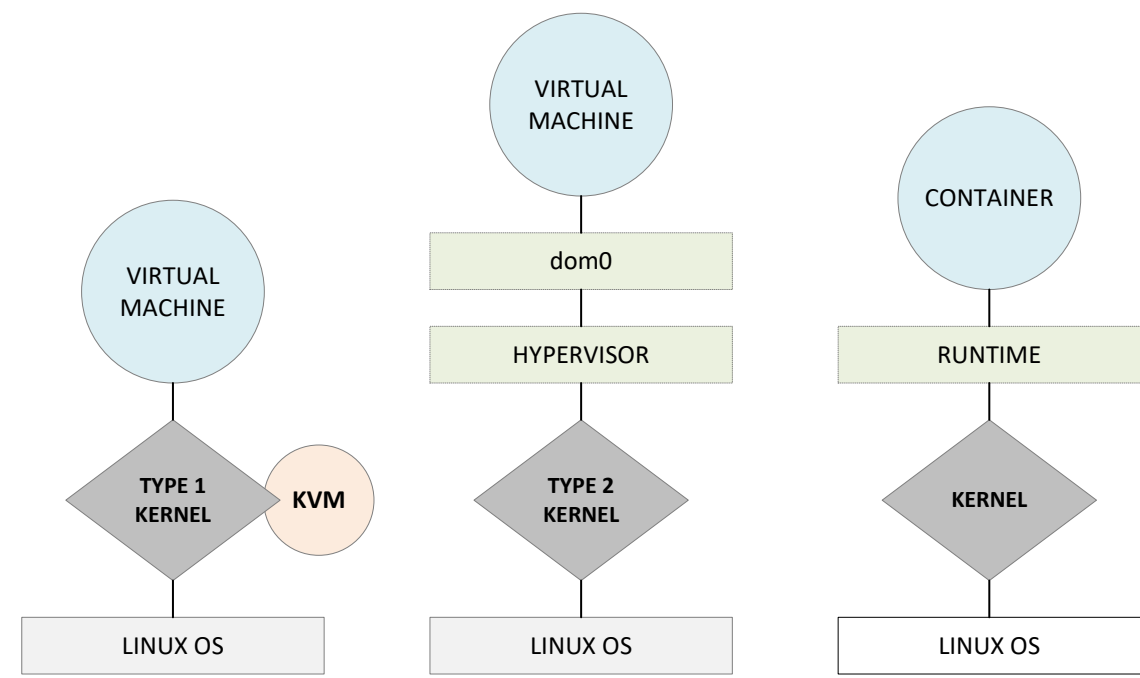 VIRTUAL
MACHINE
TYPE 1
KERNEL
KVM
LINUX OS
VIRTUAL
MACHINE
dom0
HYPERVISOR
TYPE 2
KERNEL
LINUX OS
CONTAINER
RUNTIME
KERNEL
LINUX OS